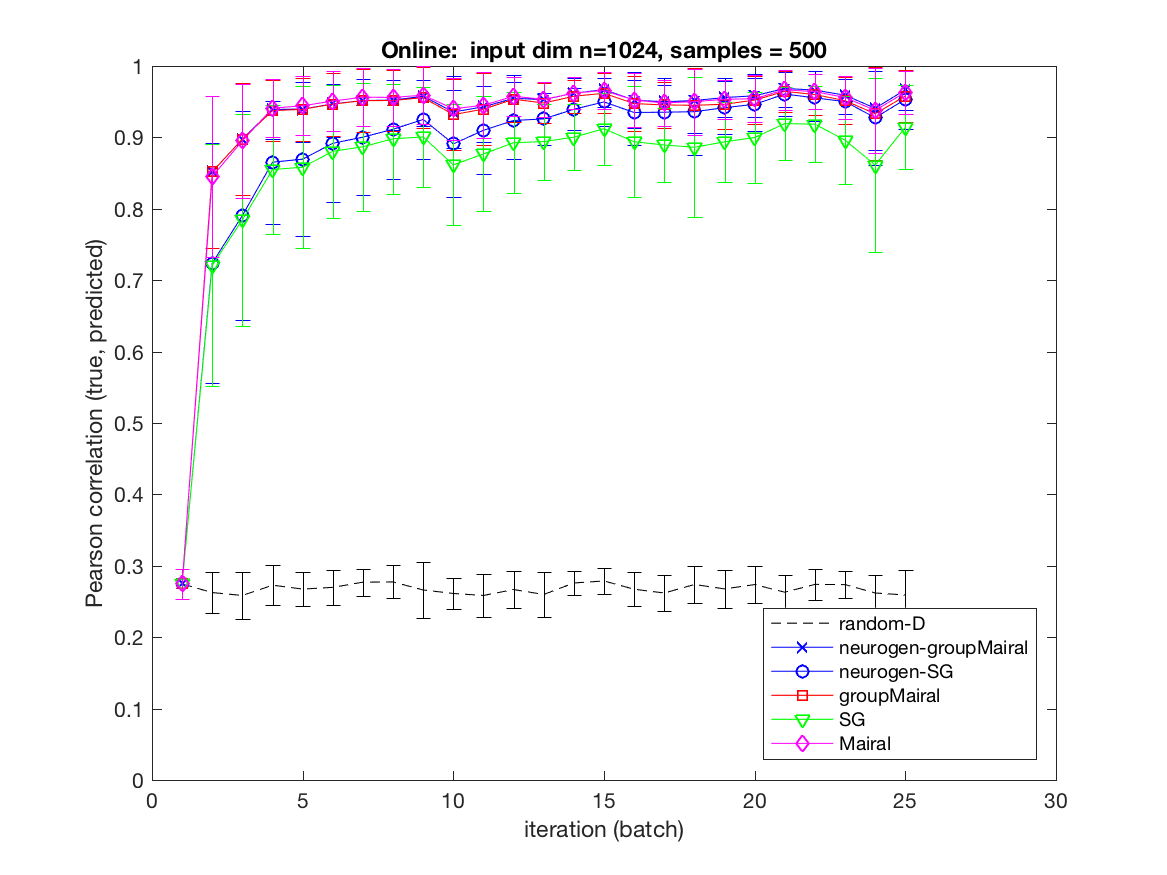 Online:  input dim n=1024, samples = 500
Pearson correlation (true, predicted)
1
0.9
0.8
0.7
0.6
0.5
0.4
0.3
0.2
0.1
0
0 5 10 15 20 25 30
iteration (batch)
random-D
neurogen-groupMairal
neurogen-SG
groupMairal
SG
Mairal